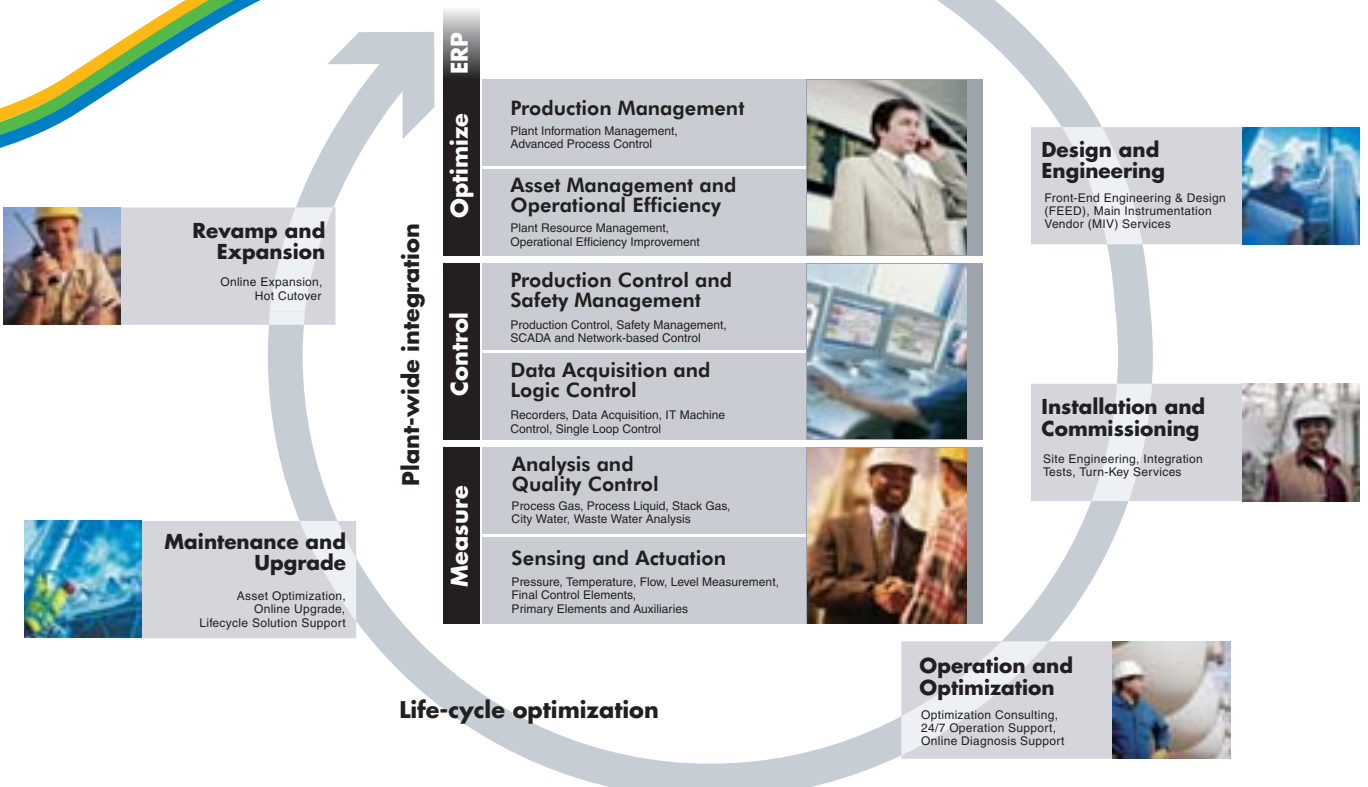 ERP
Optimize
Production Management
Plant Information Management,
Advanced Process Control
Asset Management and
Operational Efficiency
Plant Resource Management,
Operational Efficiency Improvement
Control
Production Control and
Safety Management
Production Control, Safety Management,
SCADA and Network-based Control
Data Acquisition and
Logic Control
Recorders, Data Acquisition, IT Machine
Control, Single Loop Control
Measure
Analysis and
Quality Control
Process Gas, Process Liquid, Stack Gas,
City Water, Waste Water Analysis
Sensing and Actuation
Pressure, Temperature, Flow, Level Measurement,
Final Control Elements,
Primary Elements and Auxiliaries
Plant-wide integration
Design and
Engineering
Front-End Engineering & Design
(FEED), Main Instrumentation
Vendor (MIV) Services
Installation and
Commissioning
Site Engineering, Integration
Tests, Turn-Key Services
Operation and
Optimization
Optimization Consulting,
24/7 Operation Support,
Online Diagnosis Support
Life-cycle optimization
Maintenance and
Upgrade
Asset Optimization,
Online Upgrade,
Lifecycle Solution Support
Revamp and
Expansion
Online Expansion,
Hot Cutover